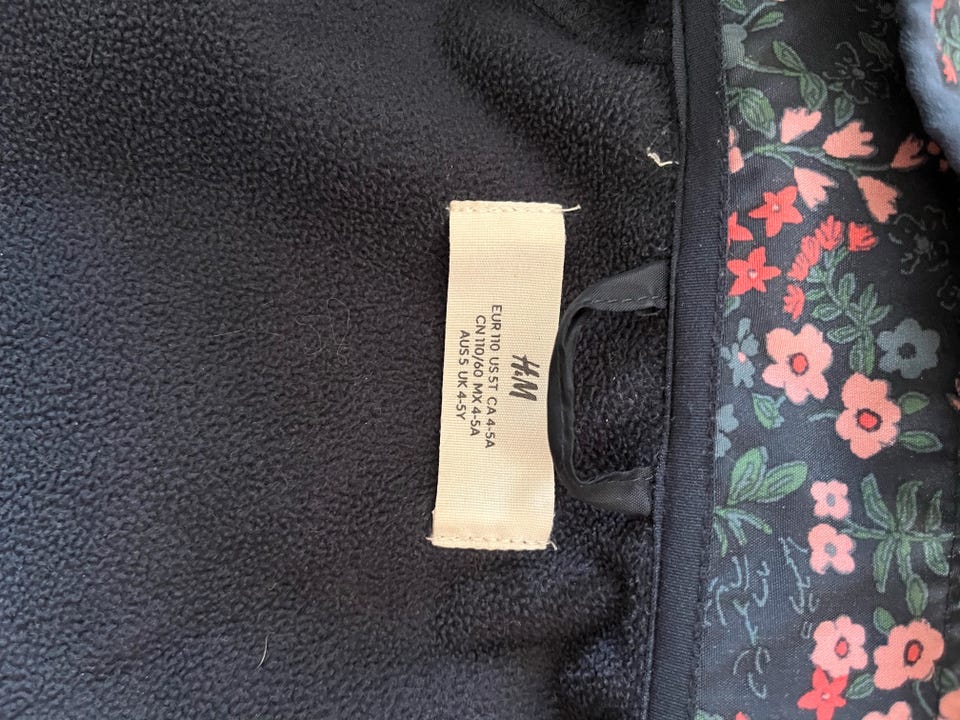 H&M
EUR 110 US 5T CA 4-5A
CN 110/60 MX 4-5A
AUS 5 UK 4-5Y